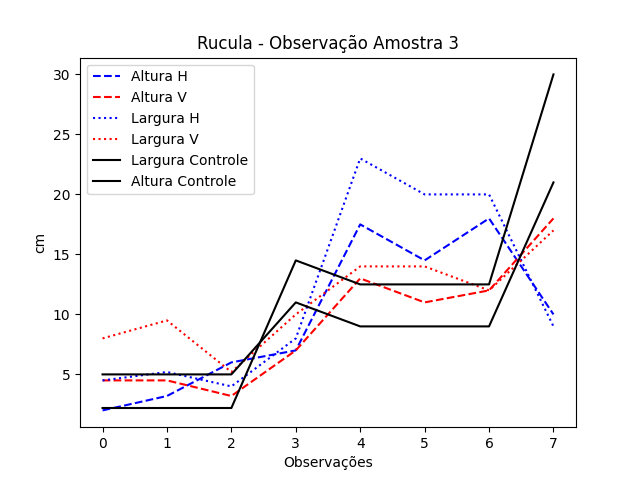 Rucula - Observação Amostra 3
30
25
20
15
10
5
cm
Altura H
Altura V
Largura H
Largura V
Largura Controle
Altura Controle
0 1 2 3 4 5 6 7
Observações